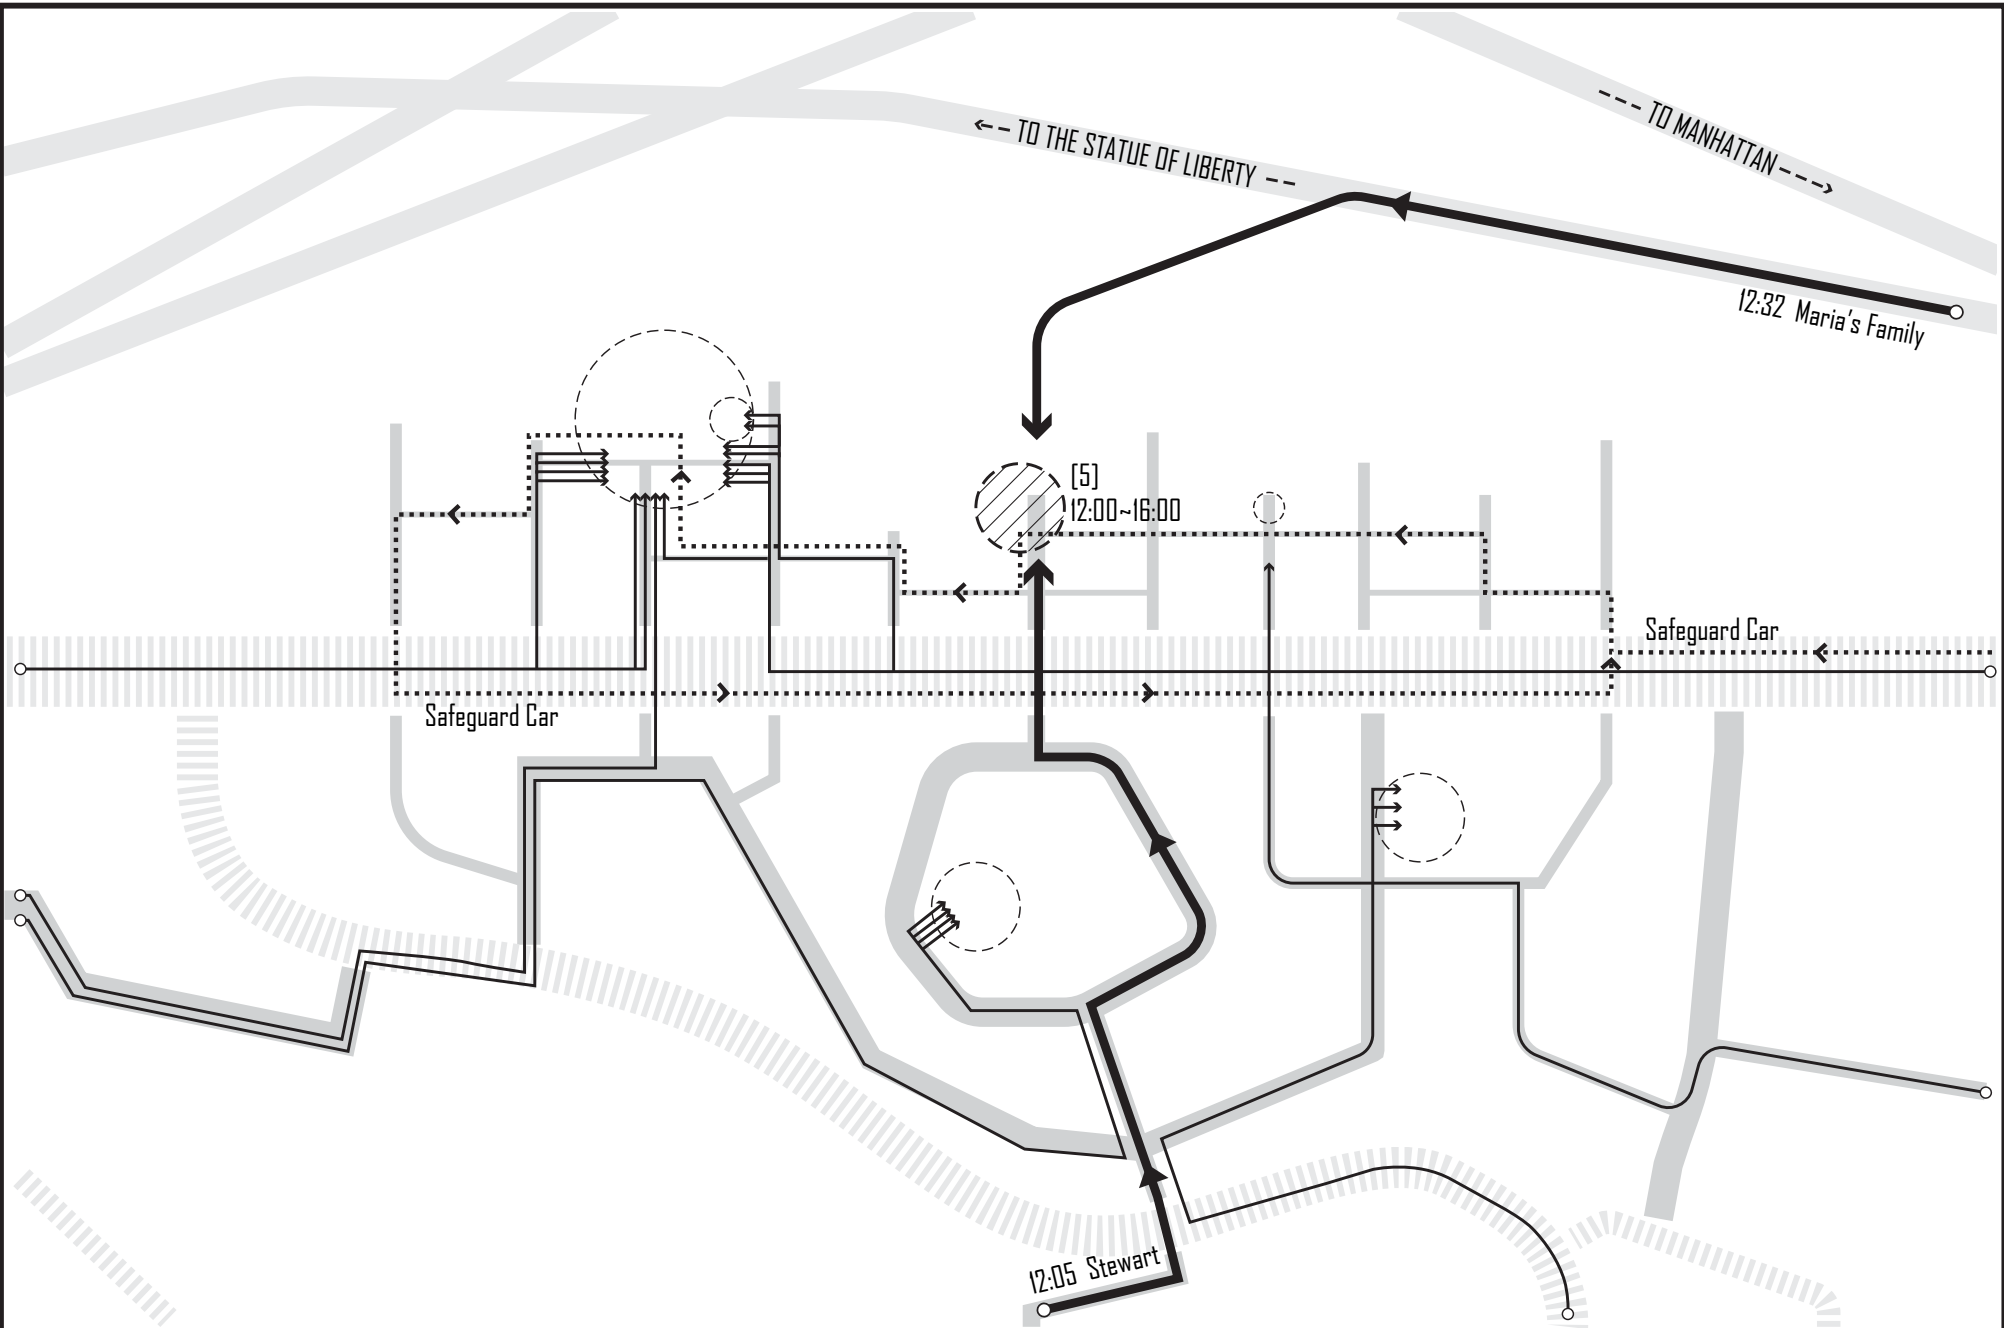 TO MANHATTAN
TO THE STATUE OF LIBERTY
12:32 Maria's Family
[5]
12:00~16:00
Safeguard Car
Safeguard Car
12:05 Stewart